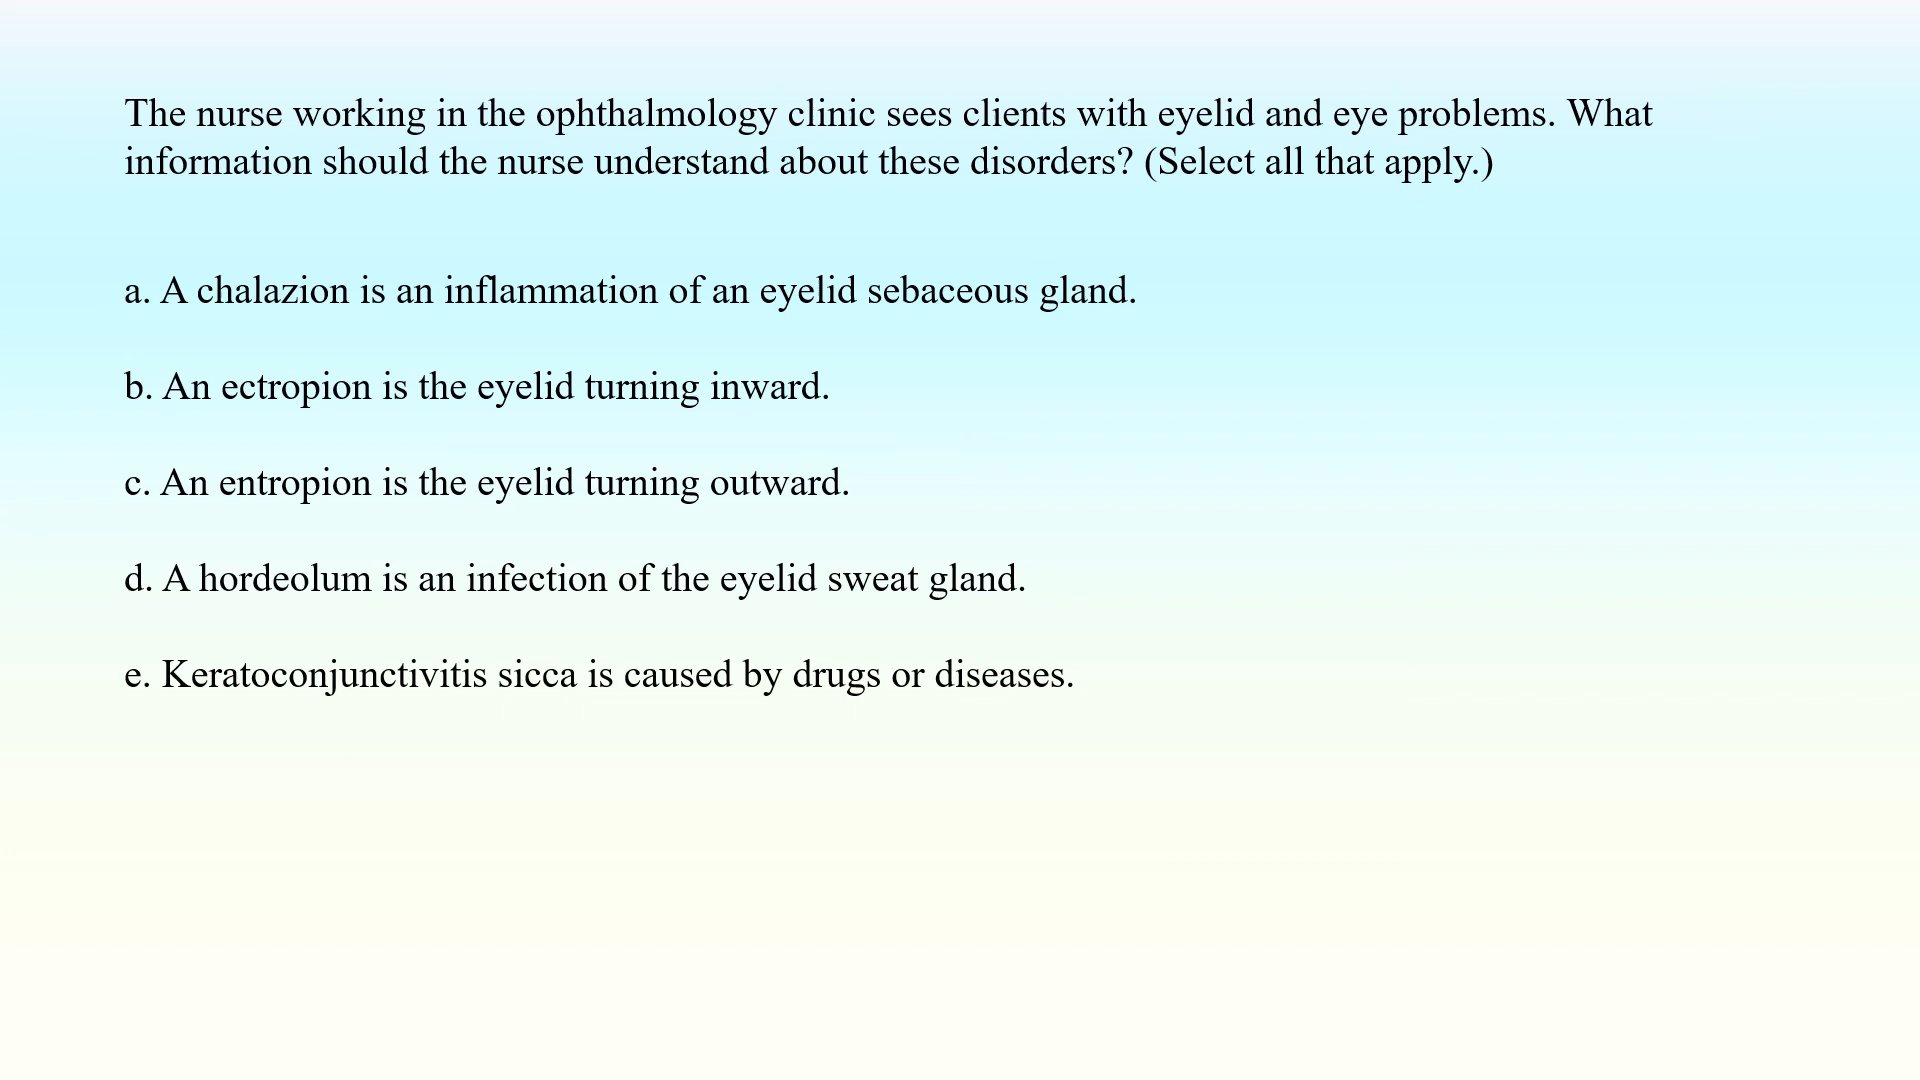 The nurse working in the ophthalmology clinic sees clients with eyelid and eye problems. What
information should the nurse understand about these disorders? (Select all that apply.)
a. A chalazion is an inflammation of an eyelid sebaceous gland.
b. An ectropion is the eyelid turning inward.
c. An entropion is the eyelid turning outward.
d. A hordeolum is an infection of the eyelid sweat gland.
e. Keratoconjunctivitis sicca is caused by drugs or diseases.